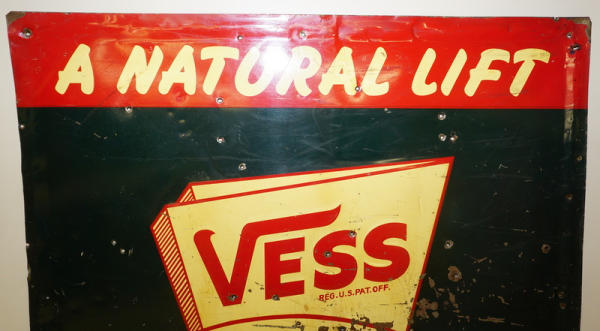 A NATURAL LIFT
VESS
REG. U.S. PAT. OFF.